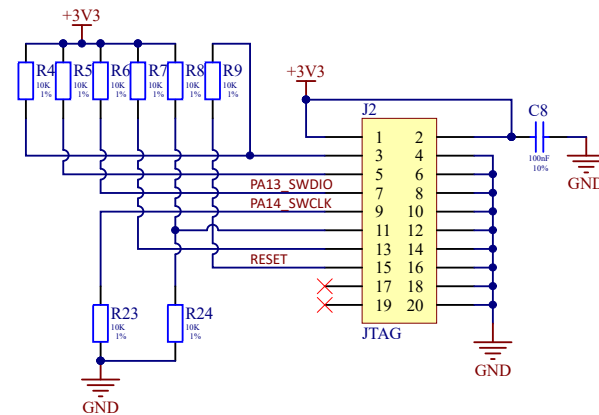 +3V3
R4 R5 R6 R7 R8 R9
10K 10K 10K 10K 10K 10K
1% 1% 1% 1% 1% 1%
+3V3
J2
C8
100nF
10%
GND
1 2
3 4
5 6
PA13_SWDIO 7 8
PA14_SWCLK 9 10
11 12
13 14
RESET 15 16
17 18
19 20
JTAG
GND
R23 R24
10K 10K
1% 1%
GND